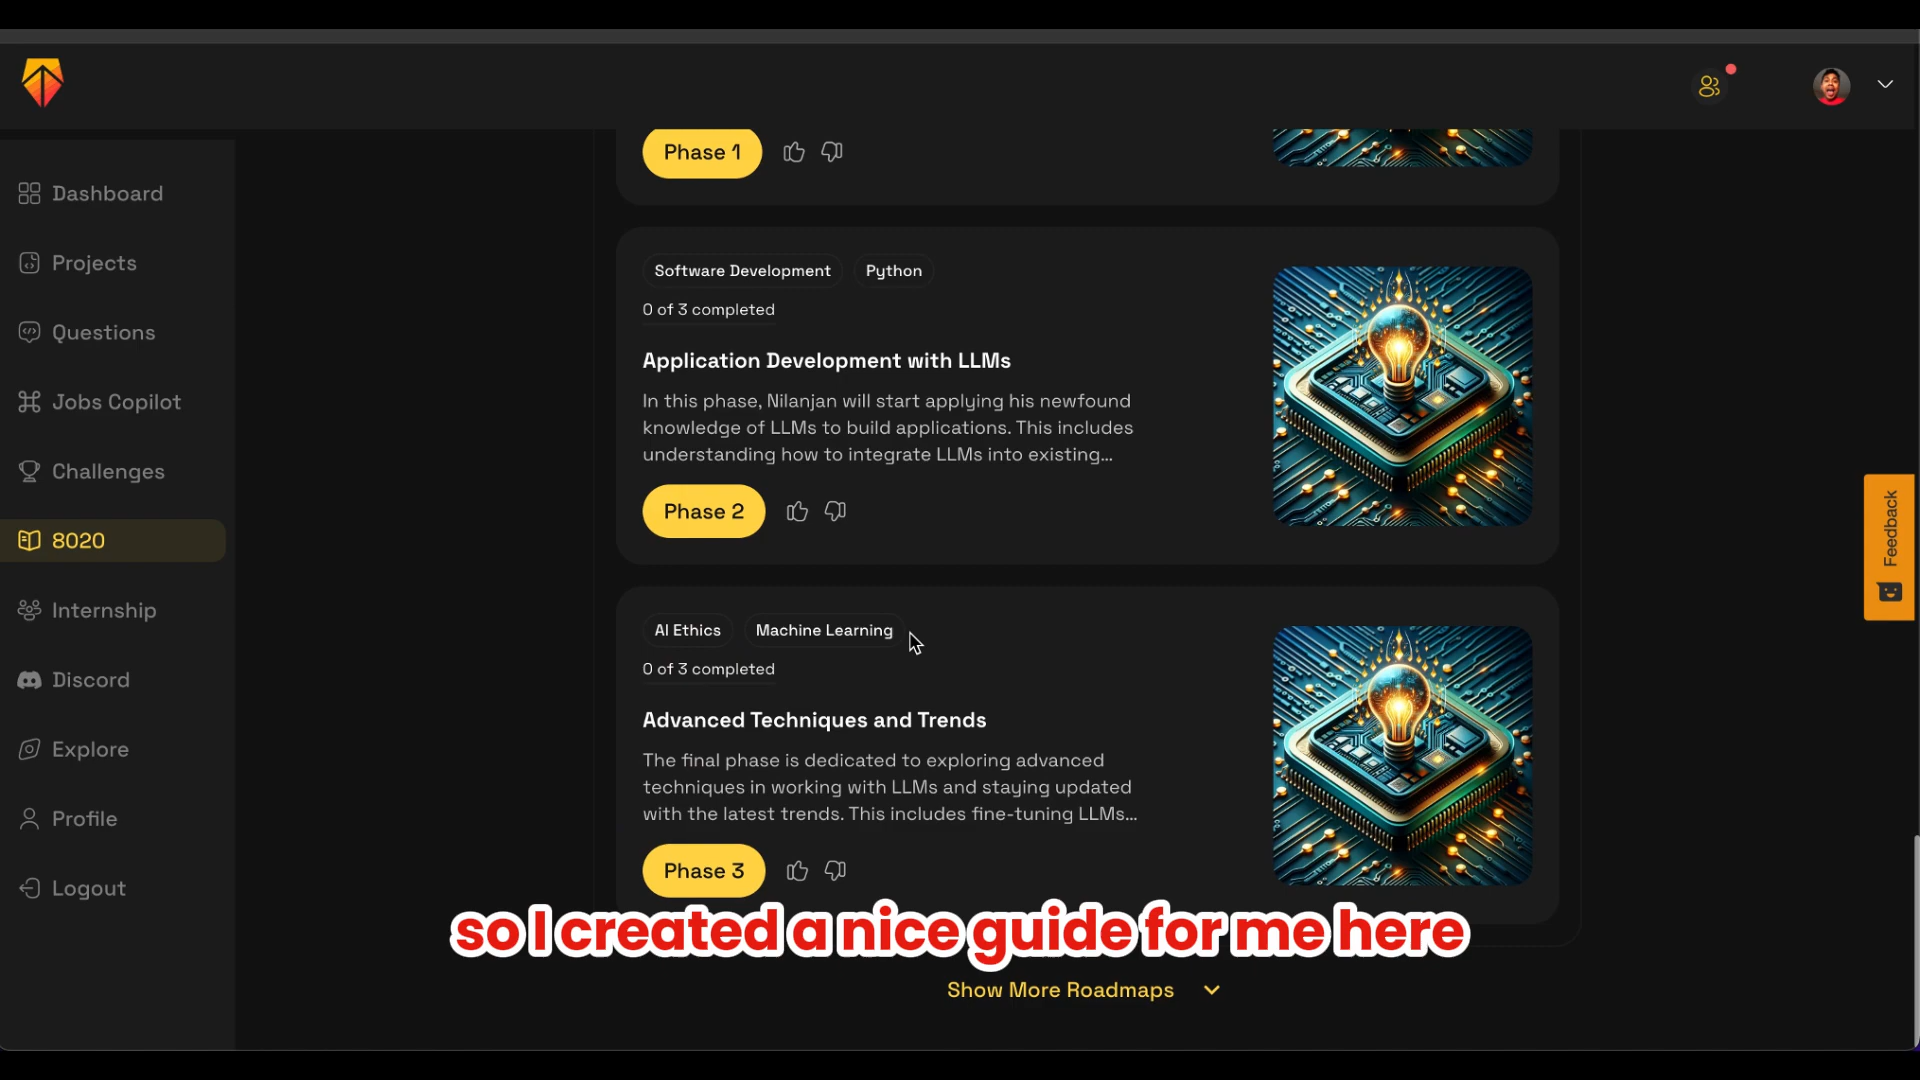 Dashboard
Projects
Questions
Jobs Copilot
Challenges
8020
Internship
Discord
Explore
Profile
Logout
Phase 1
Software Development Python
0 of 3 completed
Application Development with LLMs
In this phase, Nilanjan will start applying his newfound
knowledge of LLMs to build applications. This includes
understanding how to integrate LLMs into existing...
Phase 2
AI Ethics Machine Learning
0 of 3 completed
Advanced Techniques and Trends
The final phase is dedicated to exploring advanced
techniques in working with LLMs and staying updated
with the latest trends. This includes fine-tuning LLMs...
Phase 3
so I created a nice guide for me here
Show More Roadmaps
Feedback